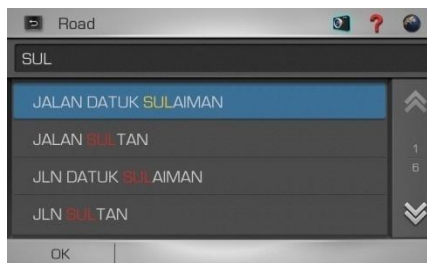 Road
?
SUL
JALAN DATUK SULAIMAN
JALAN SULTAN
1
6
JLN DATUK SULAIMAN
JLN SULTAN
OK